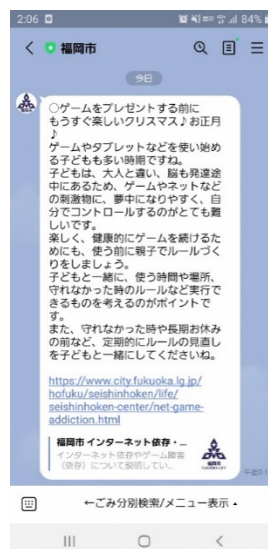 2:06
84%
福岡市
今日
○ゲームをプレゼントする前に
もうすぐ楽しいクリスマス♪お正月
♪
ゲームやタブレットなどを使い始め
る子どもも多い時期ですね。
子どもは、大人と違い、脳も発達途
中にあるため、ゲームやネットなど
の刺激物に、夢中になりやすく、自
分でコントロールするのがとても難
しいです。
楽しく、健康的にゲームを続けるた
めにも、使う前に親子でルールづく
りをしましょう。
子どもと一緒に、使う時間や場所、
守れなかった時のルールなど実行で
きるものを考えるのがポイントで
す。
また、守れなかった時や長期お休み
の前など、定期的にルールの見直し
を子どもと一緒にしてくださいね。
https://www.city.fukuoka.lg.jp/
hofuku/seishinhoken/life/
seishinhoken-center/net-game-
addiction.html
福岡市 インターネット依存・...
インターネット依存やゲーム障害
（依存）について説明してい...
←ごみ分別検索/メニュー表示